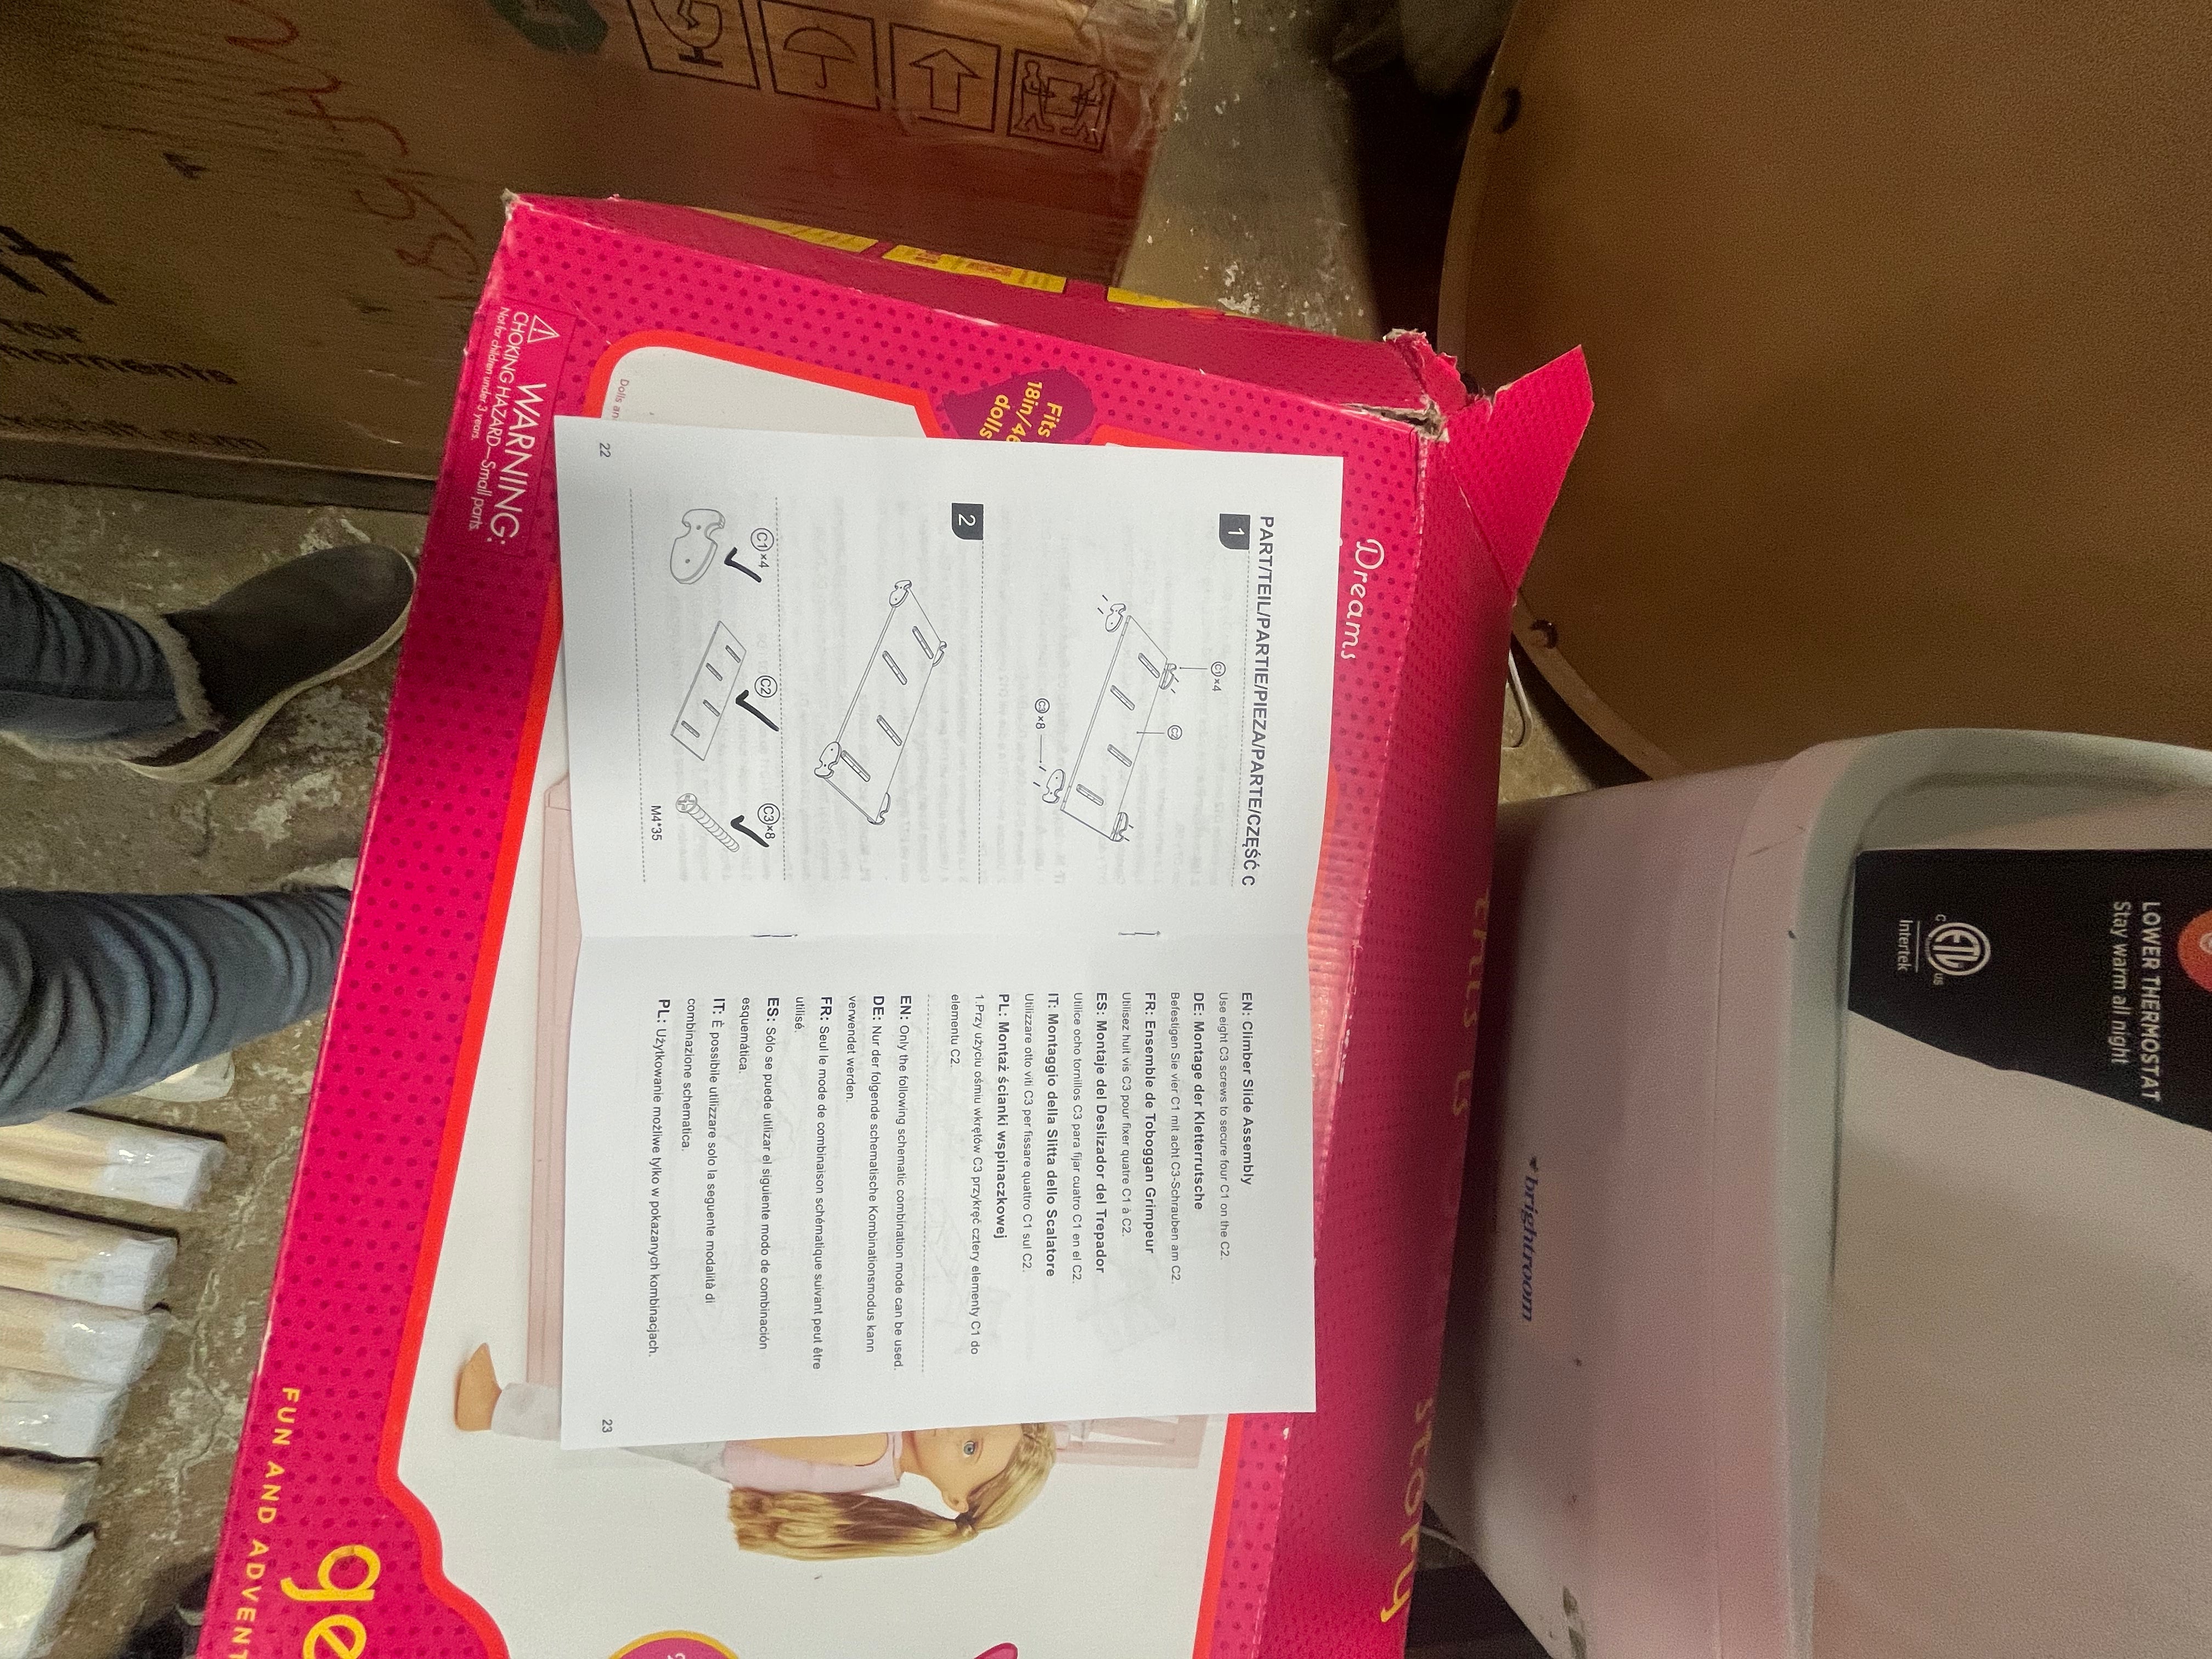 PART/TEIL/PARTIE/PIEZA/PARTE/CZĘŚĆ C
1
C1 ×4
C2
C3 ×8
2
C1 ×4
C2
C3 ×8
M4*35
22
EN: Climber Slide Assembly
Use eight C3 screws to secure four C1 on the C2.
DE: Montage der Kletterrutsche
Befestigen Sie vier C1 mit acht C3-Schrauben am C2.
FR: Ensemble de Toboggan Grimpeur
Utilisez huit vis C3 pour fixer quatre C1 à C2.
ES: Montaje del Deslizador del Trepador
Utilice ocho tornillos C3 para fijar cuatro C1 en el C2.
IT: Montaggio della Slitta dello Scalatore
Utilizzare otto viti C3 per fissare quattro C1 sul C2.
PL: Montaż ścianki wspinaczkowej
1.Przy użyciu ośmiu wkrętów C3 przykręć cztery elementy C1 do
elementu C2.
EN: Only the following schematic combination mode can be used.
DE: Nur der folgende schematische Kombinationsmodus kann
verwendet werden.
FR: Seul le mode de combinaison schématique suivant peut être
utilisé.
ES: Sólo se puede utilizar el siguiente modo de combinación
esquemática.
IT: È possibile utilizzare solo la seguente modalità di
combinazione schematica.
PL: Użytkowanie możliwe tylko w pokazanych kombinacjach.
23
Dreams
this is
story
Fits
18in/46
dolls
Dolls an
WARNING:
CHOKING HAZARD—Small parts.
Not for children under 3 years.
FUN AND ADVENT
ge
LOWER THERMOSTAT
Stay warm all night
ETL
C US
Intertek
brightroom
or
moments